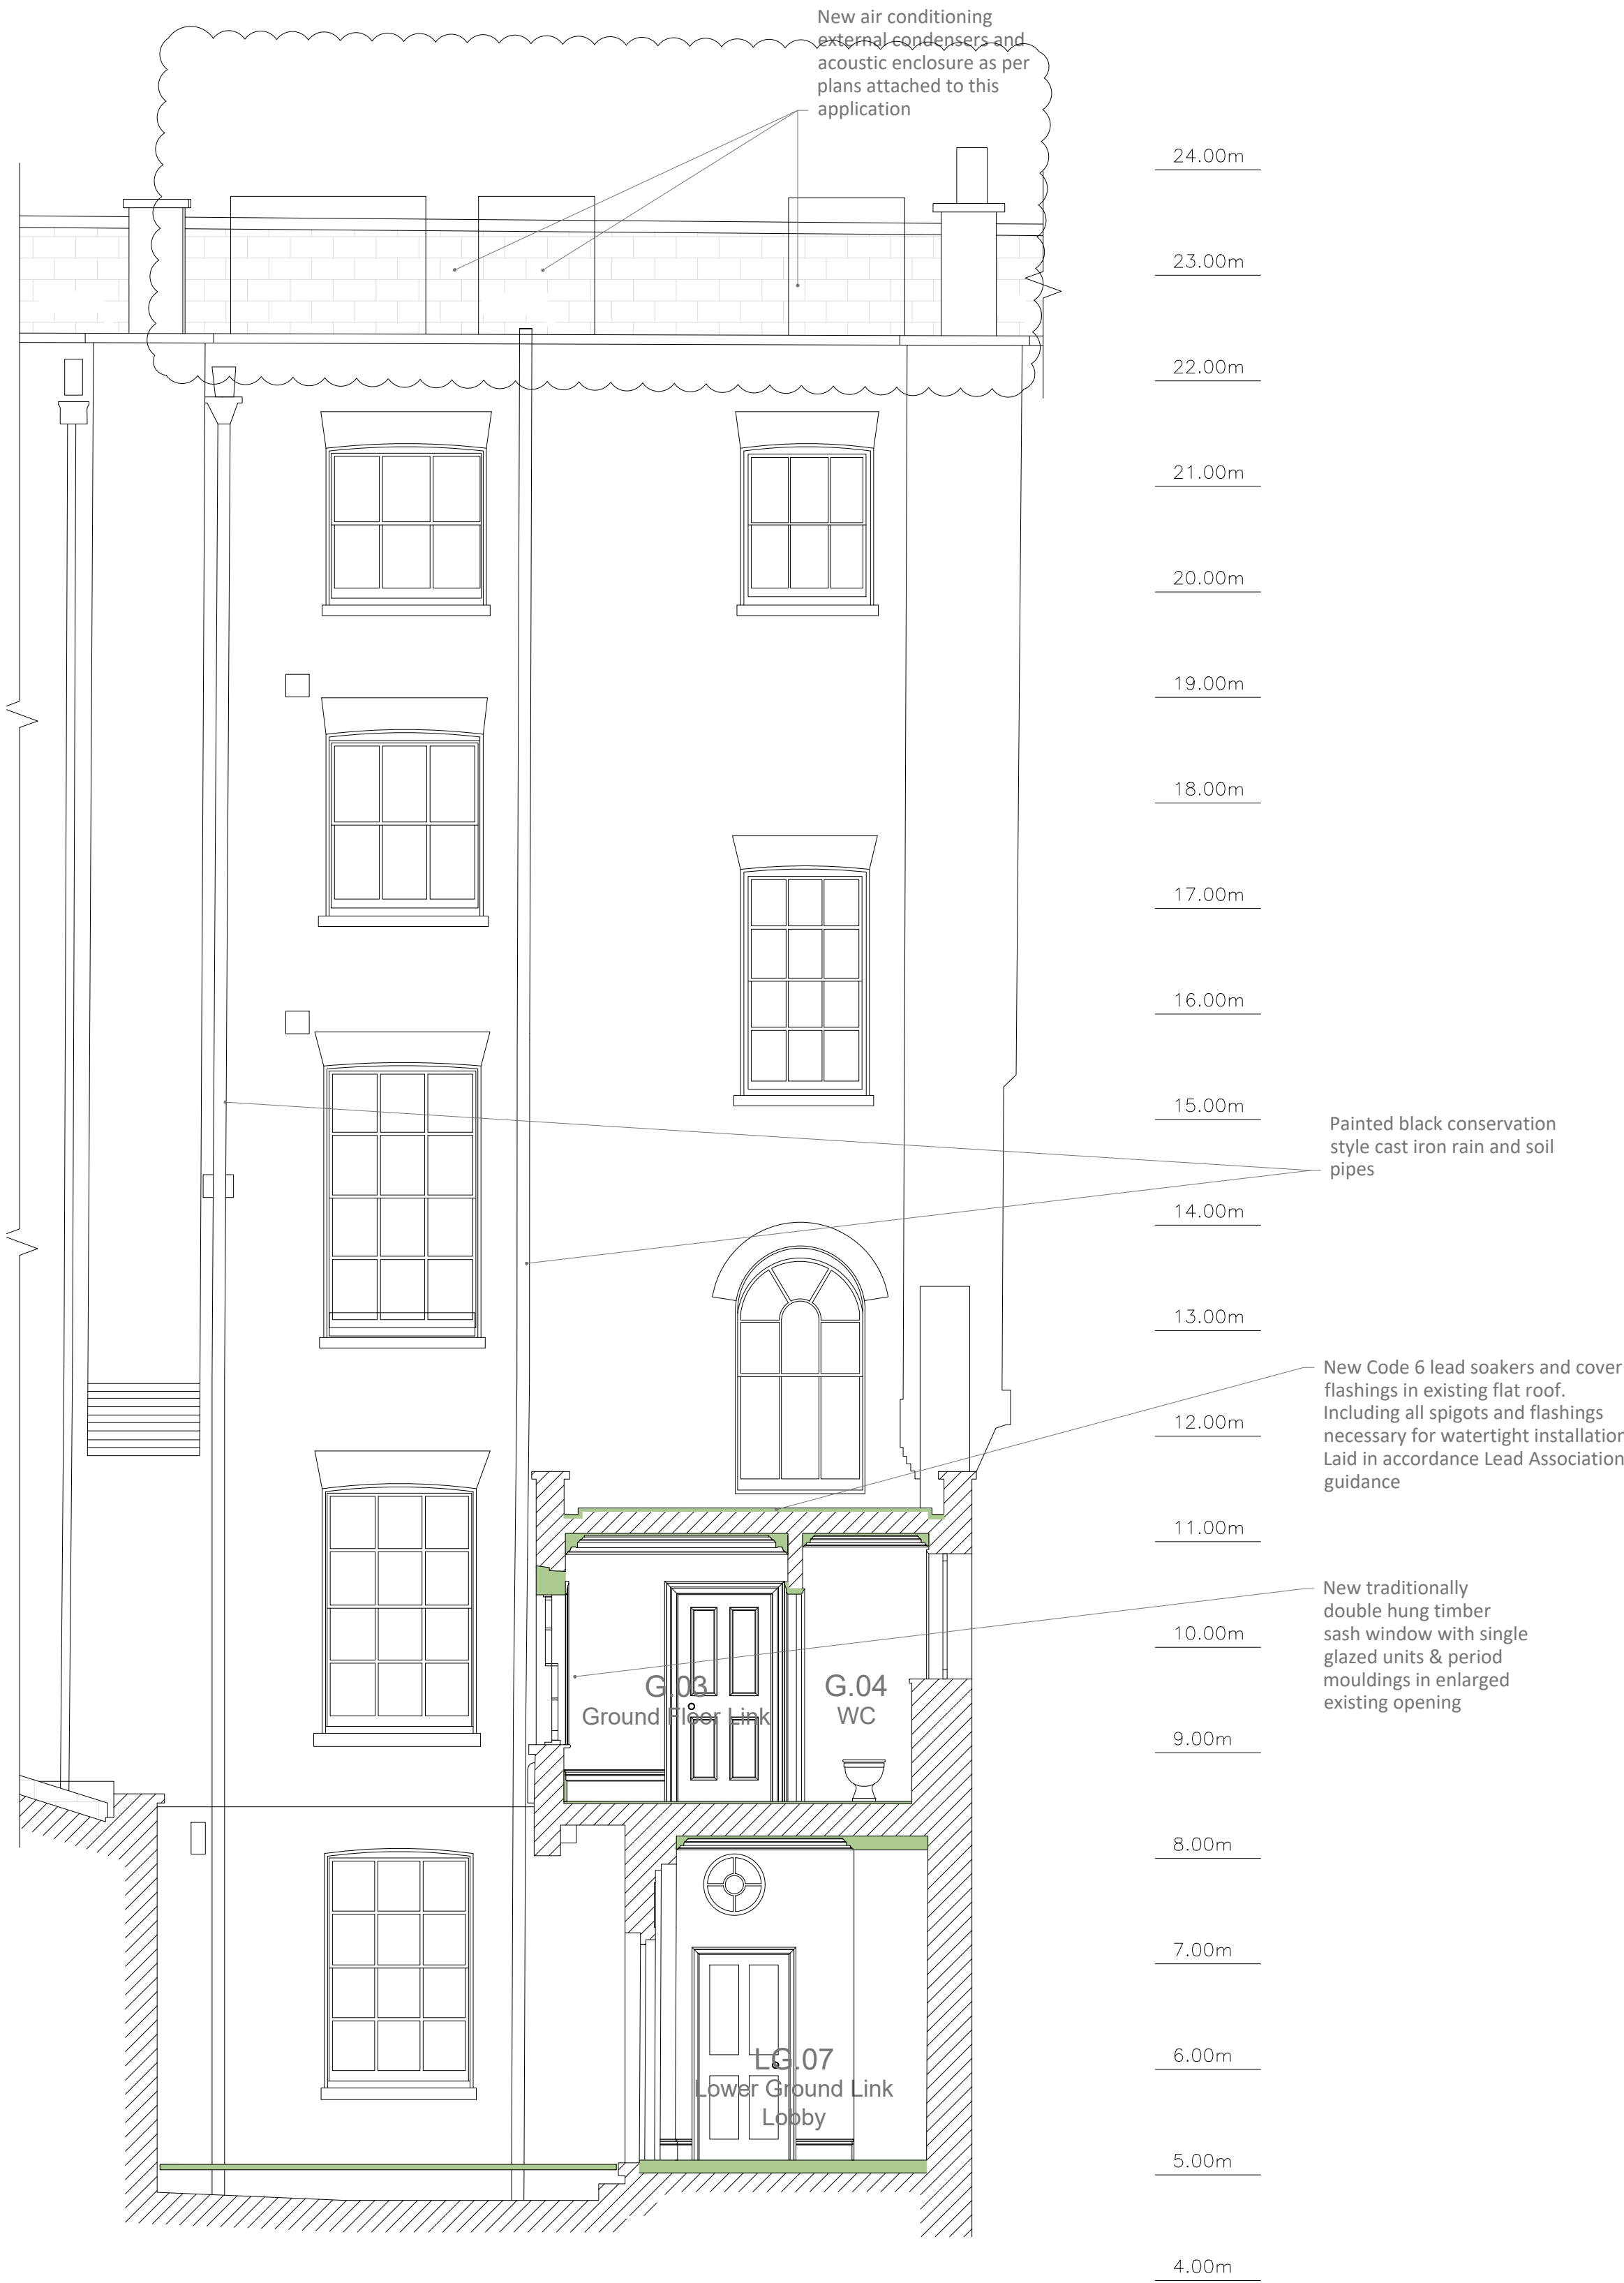 New air conditioning
external condensers and
acoustic enclosure as per
plans attached to this
application
24.00m
23.00m
22.00m
21.00m
20.00m
19.00m
18.00m
17.00m
16.00m
15.00m
Painted black conservation
style cast iron rain and soil
pipes
14.00m
13.00m
New Code 6 lead soakers and cover
flashings in existing flat roof.
Including all spigots and flashings
necessary for watertight installation
Laid in accordance Lead Association
guidance
12.00m
11.00m
New traditionally
double hung timber
sash window with single
glazed units & period
mouldings in enlarged
existing opening
10.00m
G.03
Ground Floor Link
G.04
WC
9.00m
8.00m
7.00m
6.00m
LG.07
Lower Ground Link
Lobby
5.00m
4.00m